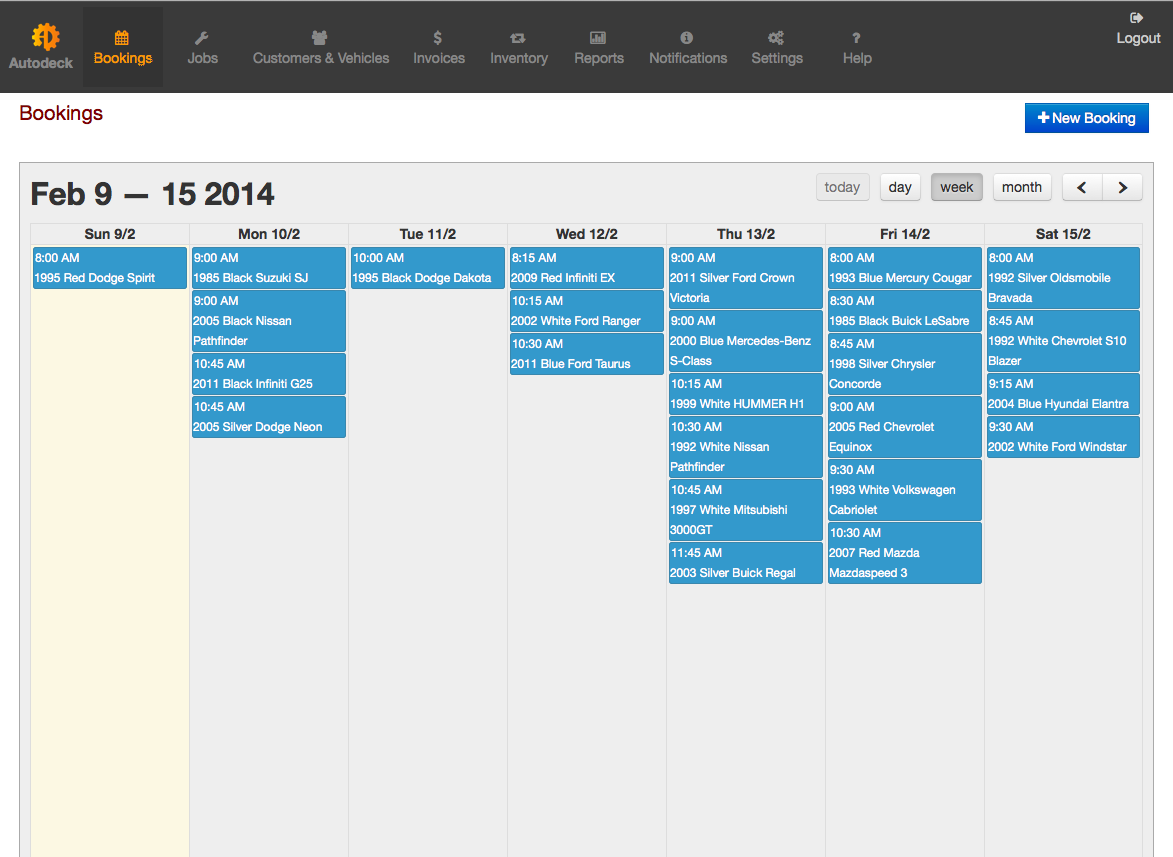 Autodeck
Bookings
Jobs
Customers & Vehicles
$
Invoices
Inventory
Reports
Notifications
Settings
?
Help
Logout
Bookings
+ New Booking
Feb 9 — 15 2014
today
day
week
month
Sun 9/2
Mon 10/2
Tue 11/2
Wed 12/2
Thu 13/2
Fri 14/2
Sat 15/2
8:00 AM
1995 Red Dodge Spirit
9:00 AM
1985 Black Suzuki SJ
9:00 AM
2005 Black Nissan
Pathfinder
10:45 AM
2011 Black Infiniti G25
10:45 AM
2005 Silver Dodge Neon
10:00 AM
1995 Black Dodge Dakota
8:15 AM
2009 Red Infiniti EX
10:15 AM
2002 White Ford Ranger
10:30 AM
2011 Blue Ford Taurus
9:00 AM
2011 Silver Ford Crown
Victoria
9:00 AM
2000 Blue Mercedes-Benz
S-Class
10:15 AM
1999 White HUMMER H1
10:30 AM
1992 White Nissan
Pathfinder
10:45 AM
1997 White Mitsubishi
3000GT
11:45 AM
2003 Silver Buick Regal
8:00 AM
1993 Blue Mercury Cougar
8:30 AM
1985 Black Buick LeSabre
8:45 AM
1998 Silver Chrysler
Concorde
9:00 AM
2005 Red Chevrolet
Equinox
9:30 AM
1993 White Volkswagen
Cabriolet
10:30 AM
2007 Red Mazda
Mazdaspeed 3
8:00 AM
1992 Silver Oldsmobile
Bravada
8:45 AM
1992 White Chevrolet S10
Blazer
9:15 AM
2004 Blue Hyundai Elantra
9:30 AM
2002 White Ford Windstar